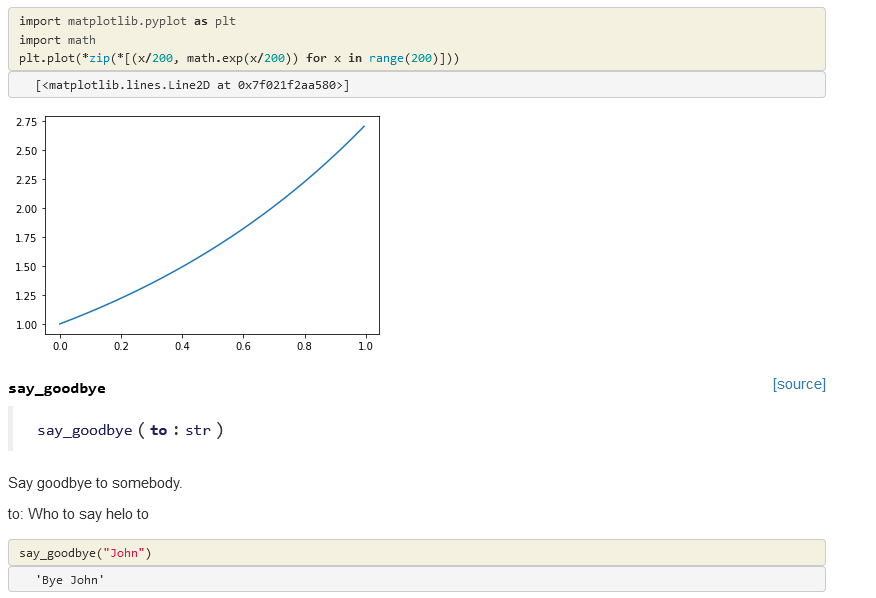 import matplotlib.pyplot as plt
import math
plt.plot(*zip(*[(x/200, math.exp(x/200)) for x in range(200)]))
[<matplotlib.lines.Line2D at 0x7f021f2aa580>]
2.75
2.50
2.25
2.00
1.75
1.50
1.25
1.00
0.0 0.2 0.4 0.6 0.8 1.0
say_goodbye [source]
say_goodbye ( to : str )
Say goodbye to somebody.
to: Who to say helo to
say_goodbye("John")
'Bye John'